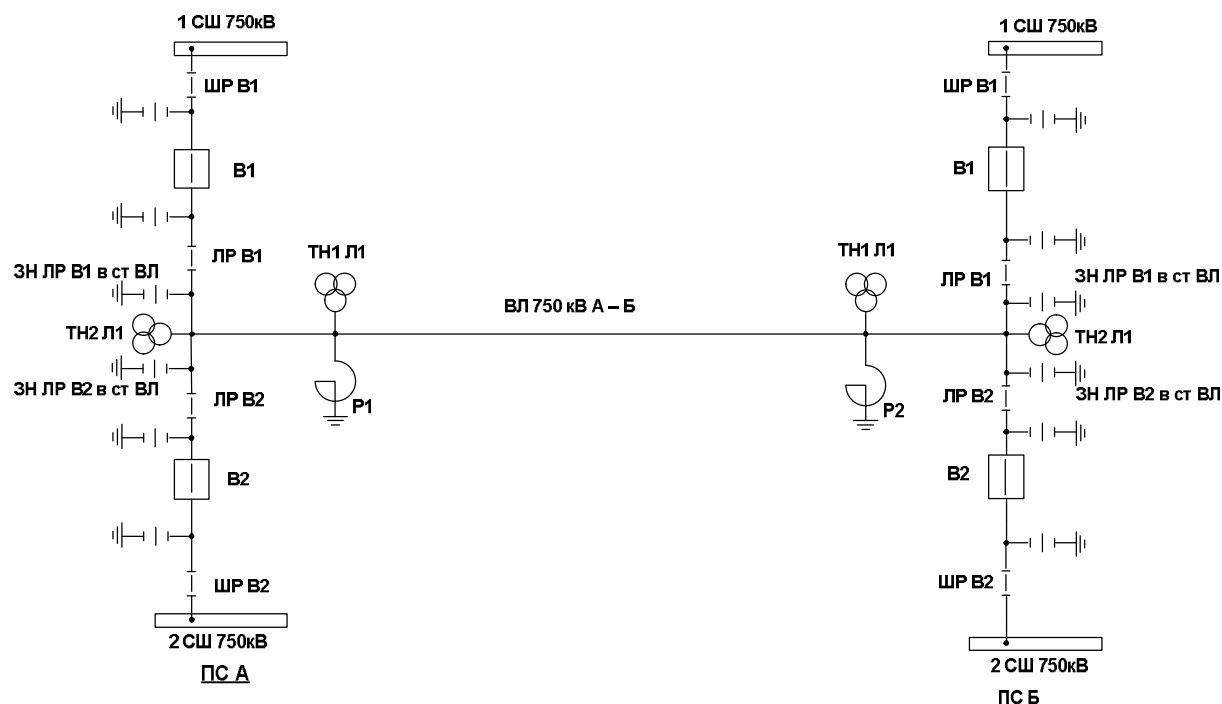 1 СШ 750кВ
1 СШ 750кВ
ШР В1
ШР В1
В1
В1
ЛР В1
ТН1 Л1
ТН1 Л1
ЛР В1
ЗН ЛР В1 в ст ВЛ
ЗН ЛР В1 в ст ВЛ
ВЛ 750 кВ А – Б
ТН2 Л1
ТН2 Л1
ЗН ЛР В2 в ст ВЛ
ЗН ЛР В2 в ст ВЛ
ЛР В2
Р1
Р2
ЛР В2
В2
В2
ШР В2
ШР В2
2 СШ 750кВ
2 СШ 750кВ
ПС А
ПС Б